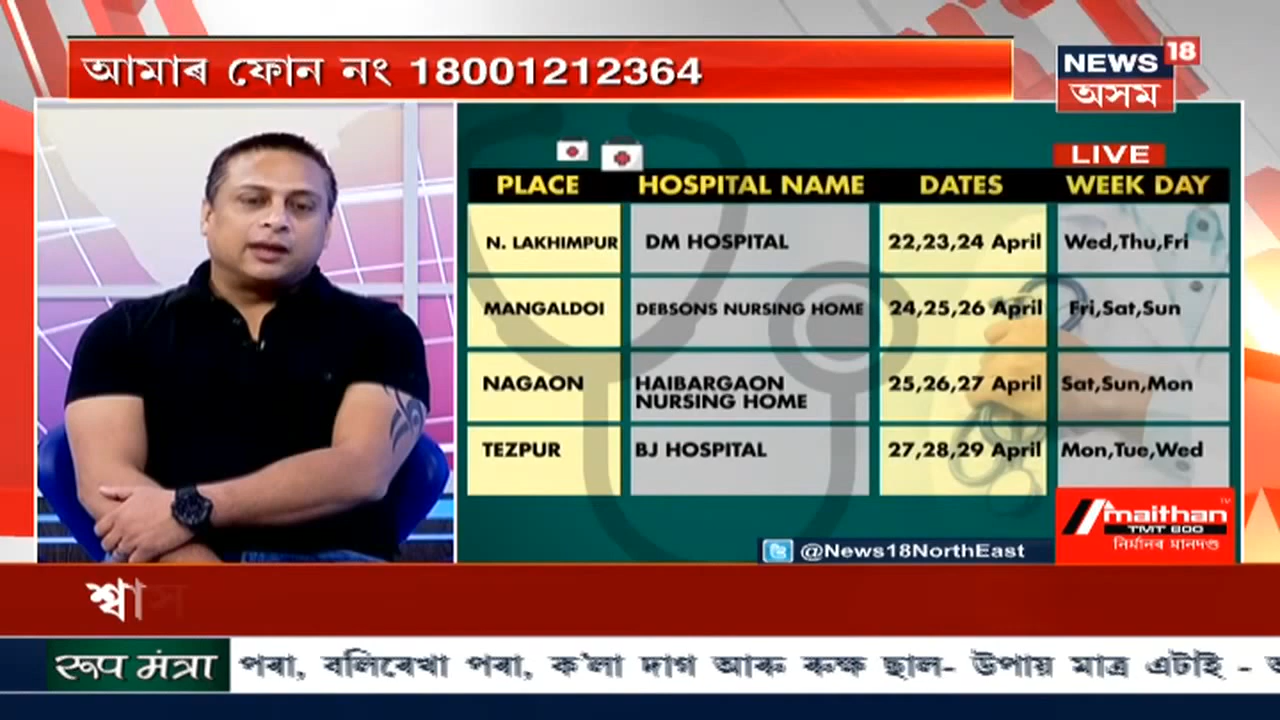 আমাৰ ফোন নং 18001212364
NEWS 18
অসম
LIVE
PLACE HOSPITAL NAME DATES WEEK DAY
N. LAKHIMPUR DM HOSPITAL 22,23,24 April Wed,Thu,Fri
MANGALDOI DEBSONS NURSING HOME 24,25,26 April Fri,Sat,Sun
NAGAON HAIBARGAON NURSING HOME 25,26,27 April Sat,Sun,Mon
TEZPUR BJ HOSPITAL 27,28,29 April Mon,Tue,Wed
maithan
TMT 600
নিৰ্মানৰ মানদণ্ড
@News18NorthEast
শ্বাস
ৰূপ মন্ত্ৰা পৰা, বলিৰেখা পৰা, ক'লা দাগ আৰু ৰুক্ষ ছাল- উপায় মাত্ৰ এটাই -